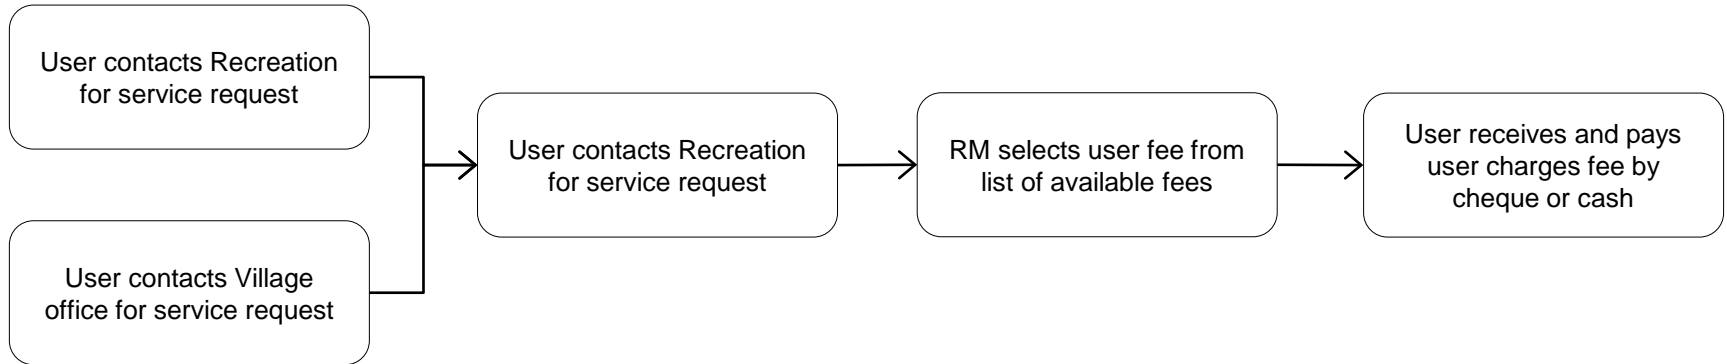 User contacts Recreation
for service request
User contacts Village
office for service request
User contacts Recreation
for service request
RM selects user fee from
list of available fees
User receives and pays
user charges fee by
cheque or cash